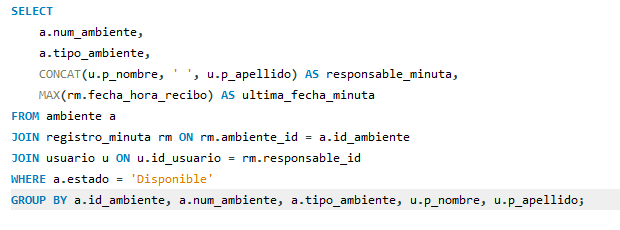 SELECT
    a.num_ambiente,
    a.tipo_ambiente,
    CONCAT(u.p_nombre, ' ', u.p_apellido) AS responsable_minuta,
    MAX(rm.fecha_hora_recibo) AS ultima_fecha_minuta
FROM ambiente a
JOIN registro_minuta rm ON rm.ambiente_id = a.id_ambiente
JOIN usuario u ON u.id_usuario = rm.responsable_id
WHERE a.estado = 'Disponible'
GROUP BY a.id_ambiente, a.num_ambiente, a.tipo_ambiente, u.p_nombre, u.p_apellido;